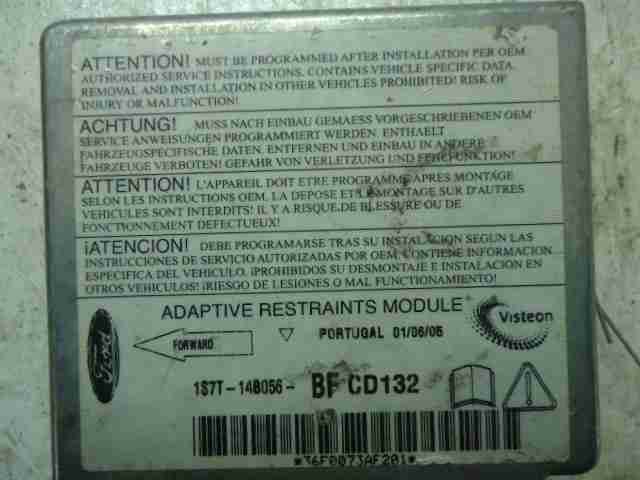 ATTENTION! MUST BE PROGRAMMED AFTER INSTALLATION PER OEM
AUTHORIZED SERVICE INSTRUCTIONS. CONTAINS VEHICLE SPECIFIC DATA.
REMOVAL AND INSTALLATION IN OTHER VEHICLES PROHIBITED! RISK OF
INJURY OR MALFUNCTION!
ACHTUNG! MUSS NACH EINBAU GEMAESS VORGESCHRIEBENEN OEM
SERVICE ANWEISUNGEN PROGRAMMIERT WERDEN. ENTHAELT
FAHRZEUGSPEZIFISCHE DATEN. ENTFERNEN UND EINBAU IN ANDERE
FAHRZEUGE VERBOTEN! GEFAHR VON VERLETZUNG UND FEHLFUNKTION!
ATTENTION! L'APPAREIL DOIT ETRE PROGRAMME APRES MONTAGE
SELON LES INSTRUCTIONS OEM. LA DEPOSE ET LE MONTAGE SUR D'AUTRES
VEHICULES SONT INTERDITS! IL Y A RISQUE DE BLESSURE OU DE
FONCTIONNEMENT DEFECTUEUX!
¡ATENCION! DEBE PROGRAMARSE TRAS SU INSTALACION SEGUN LAS
INSTRUCCIONES DE SERVICIO AUTORIZADAS POR OEM. CONTIENE INFORMACION
ESPECIFICA DEL VEHICULO. ¡PROHIBIDOS SU DESMONTAJE E INSTALACION EN
OTROS VEHICULOS! ¡RIESGO DE LESIONES O MAL FUNCIONAMIENTO!
ADAPTIVE RESTRAINTS MODULE
Visteon
PORTUGAL 01/06/05
Ford
FORWARD
1S7T-14B056- BF CD132
*36F0073AF201*